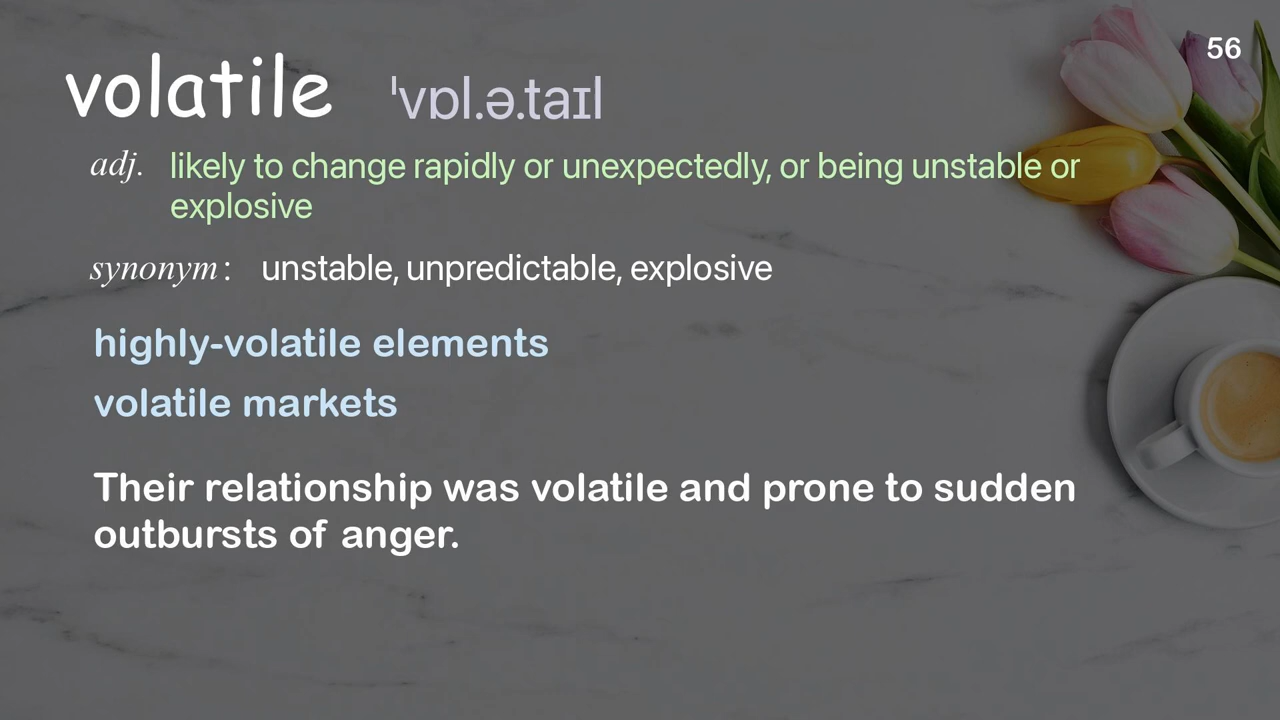 56
volatile ˈvɒl.ə.taɪl
adj. likely to change rapidly or unexpectedly, or being unstable or
explosive
synonym: unstable, unpredictable, explosive
highly-volatile elements
volatile markets
Their relationship was volatile and prone to sudden
outbursts of anger.